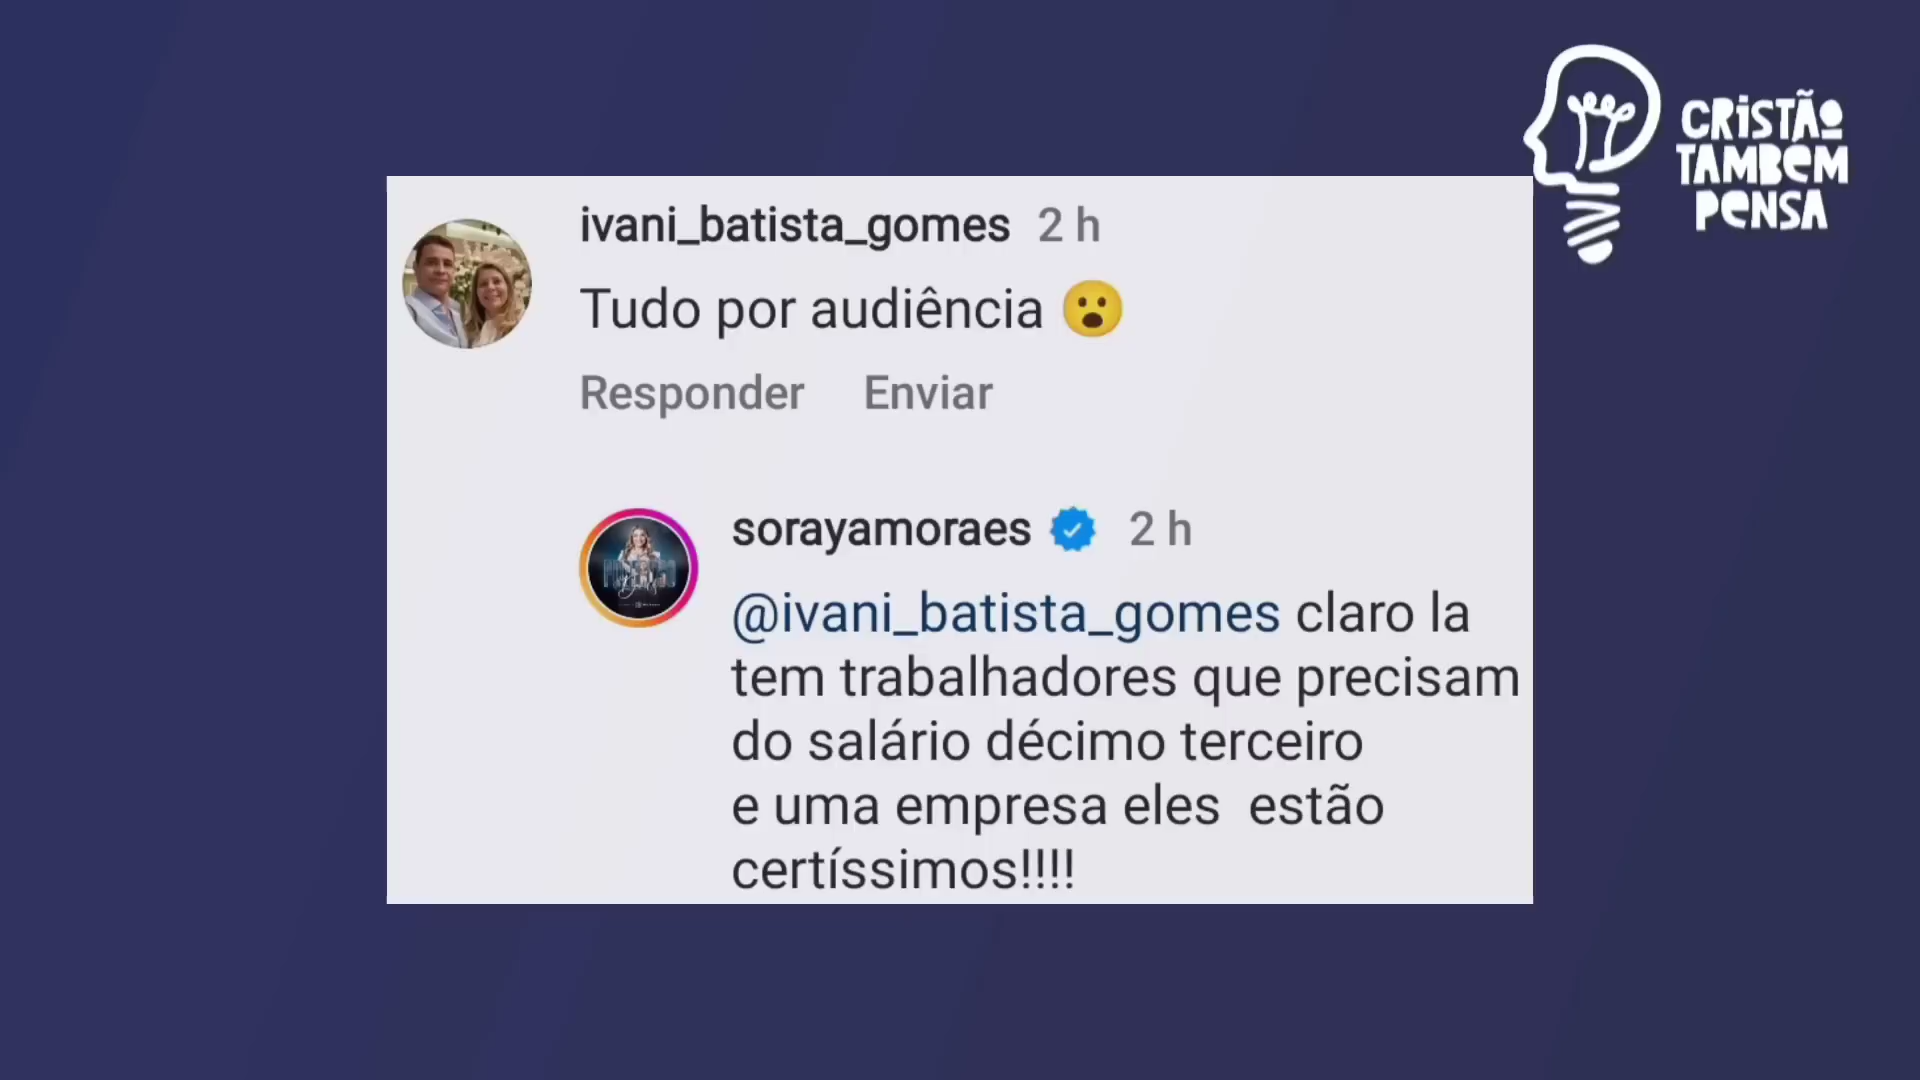 CRISTÃO
TAMBÉM
PENSA
ivani_batista_gomes 2 h
Tudo por audiência 😮
Responder Enviar
sorayamoraes 2 h
@ivani_batista_gomes claro la
tem trabalhadores que precisam
do salário décimo terceiro
e uma empresa eles estão
certíssimos!!!!